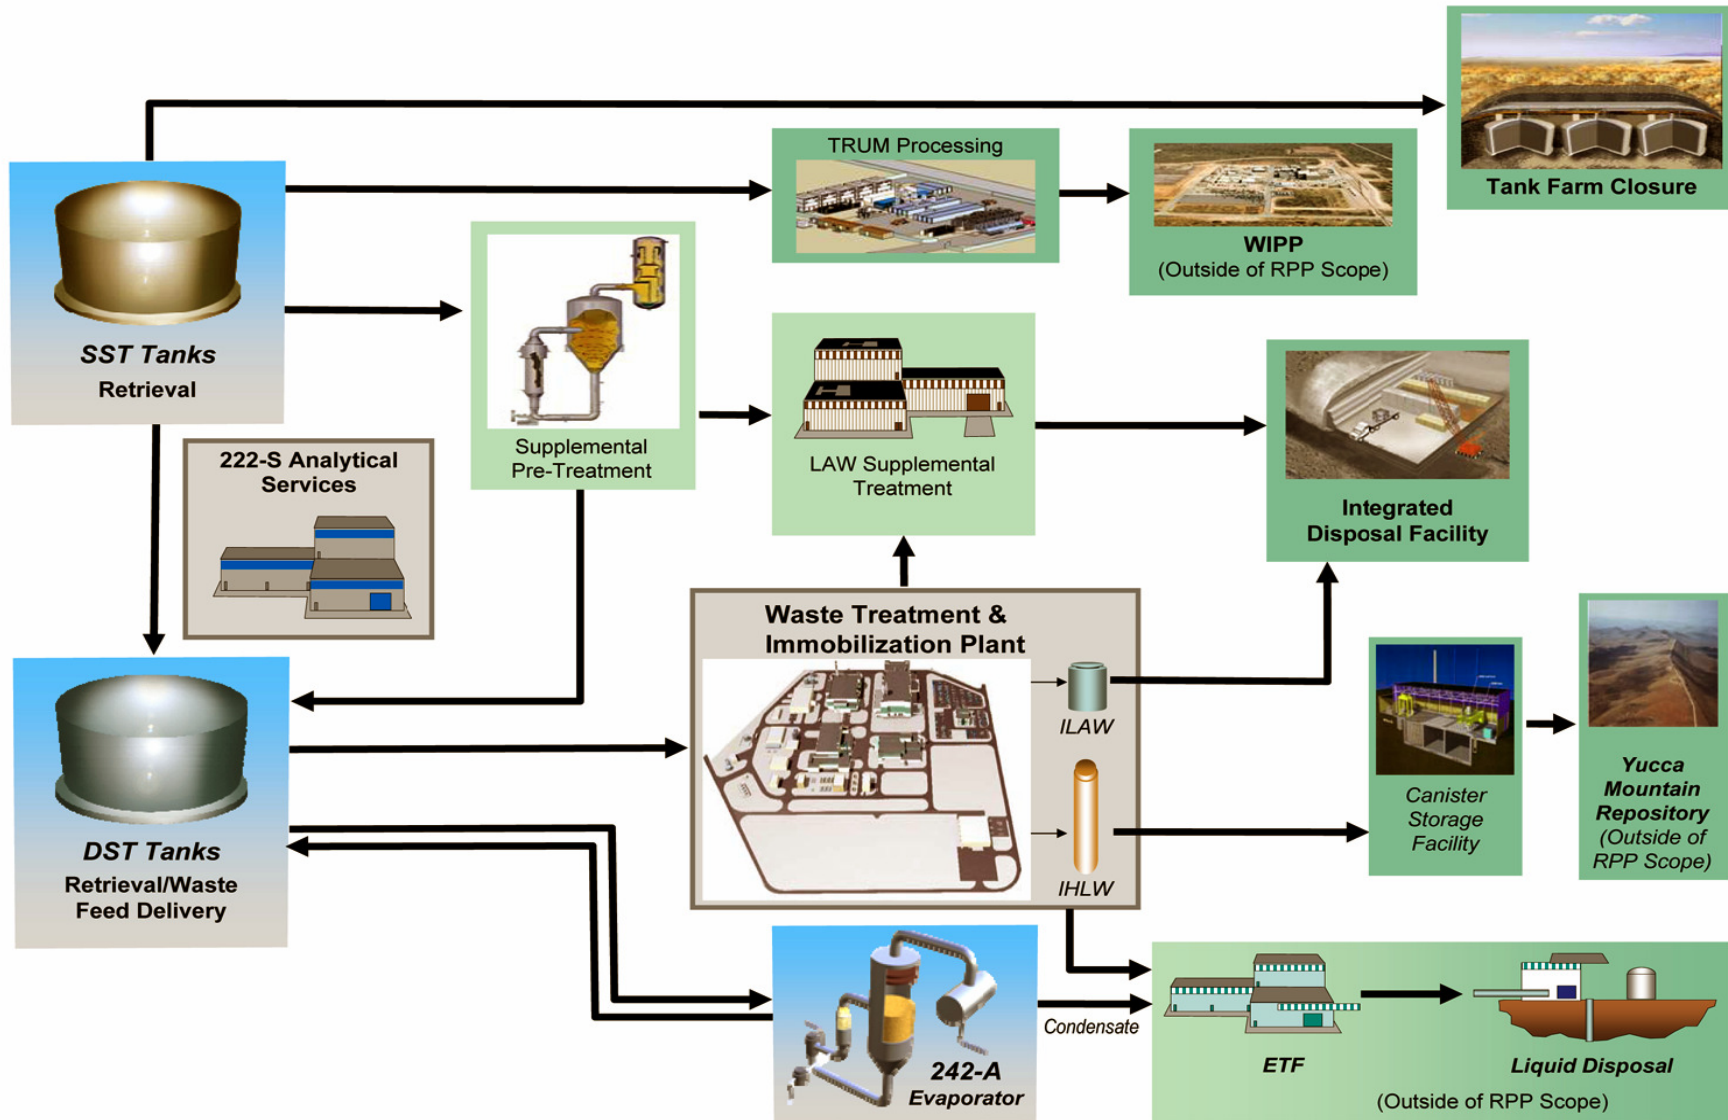 Tank Farm Closure
TRUM Processing
WIPP
(Outside of RPP Scope)
SST Tanks
Retrieval
Supplemental
Pre-Treatment
LAW Supplemental
Treatment
Integrated
Disposal Facility
222-S Analytical
Services
Waste Treatment &
Immobilization Plant
ILAW
IHLW
Canister
Storage
Facility
Yucca
Mountain
Repository
(Outside of
RPP Scope)
DST Tanks
Retrieval/Waste
Feed Delivery
242-A
Evaporator
Condensate
ETF
Liquid Disposal
(Outside of RPP Scope)